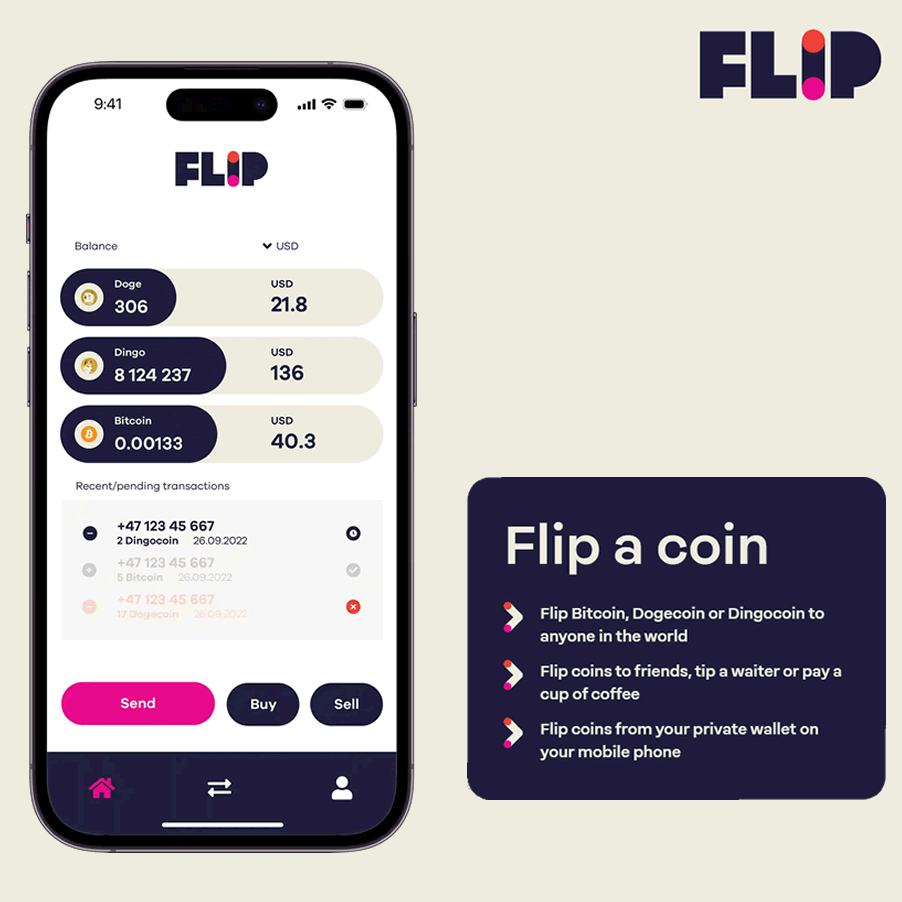 FLiP
9:41
FLiP
Balance
USD
Doge
306
USD
21.8
Dingo
8 124 237
USD
136
Bitcoin
0.00133
USD
40.3
Recent/pending transactions
+47 123 45 667
2 Dingocoin 26.09.2022
+47 123 45 667
5 Bitcoin 26.09.2022
+47 123 45 667
17 Dogecoin 26.09.2022
Send
Buy
Sell
Flip a coin
Flip Bitcoin, Dogecoin or Dingocoin to
anyone in the world
Flip coins to friends, tip a waiter or pay a
cup of coffee
Flip coins from your private wallet on
your mobile phone